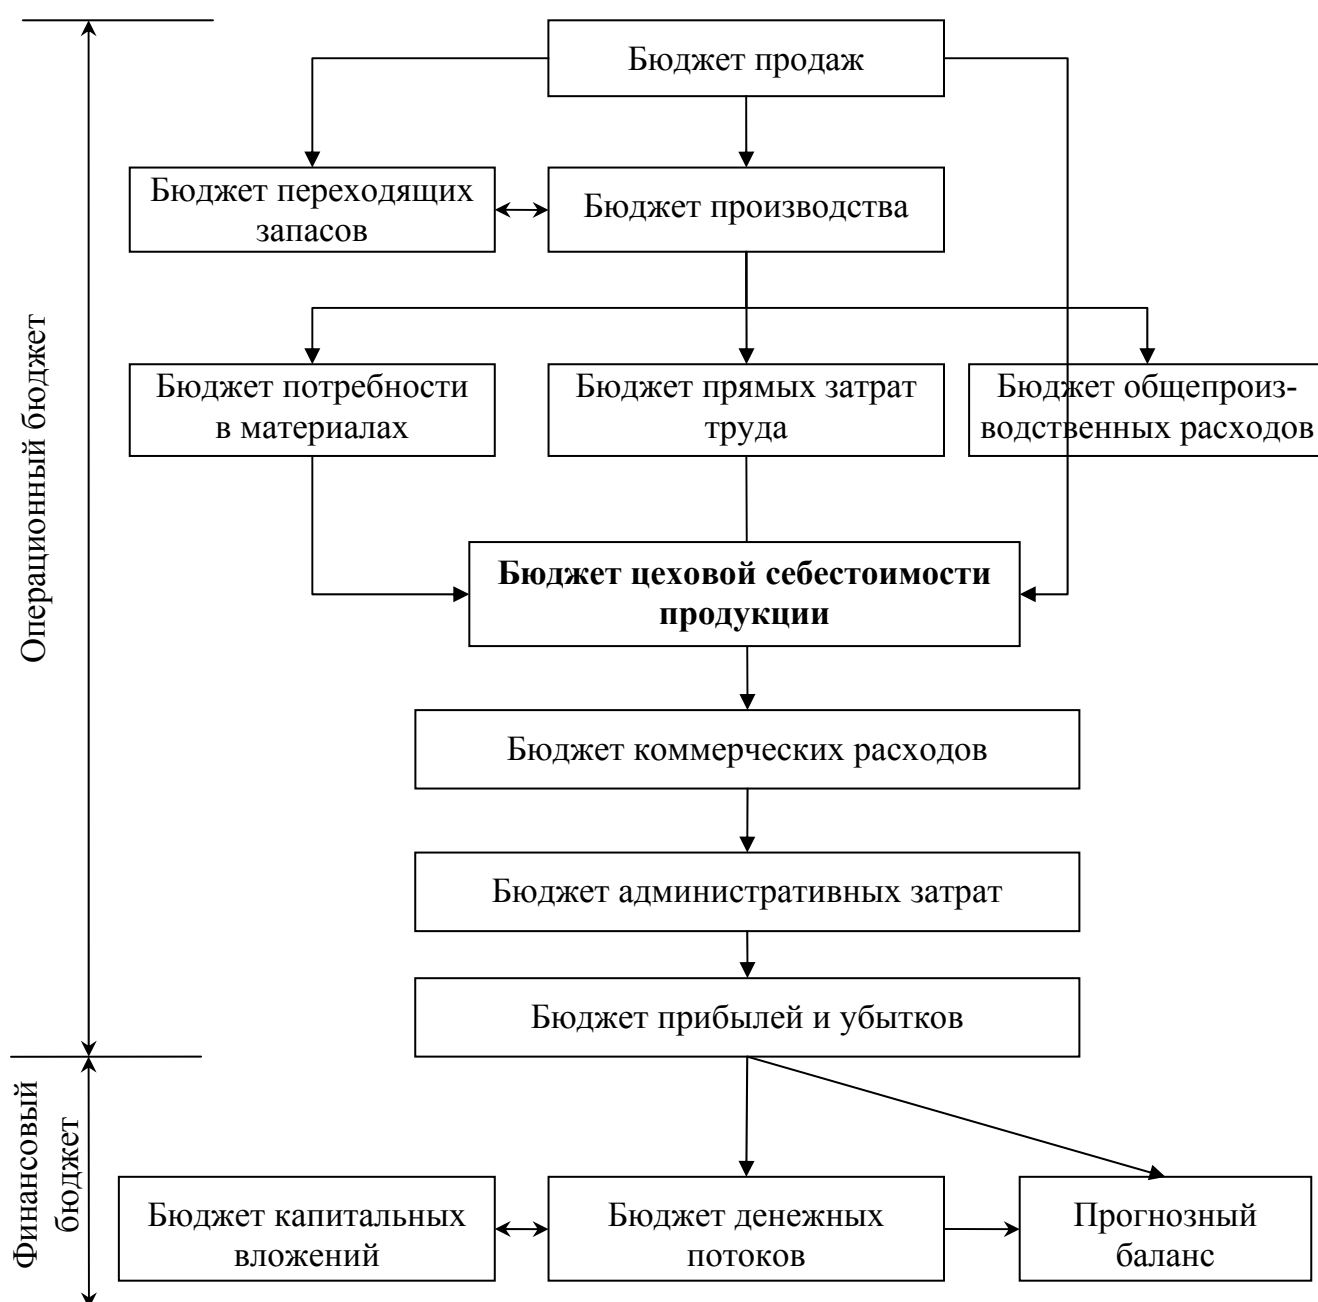 Бюджет продаж
Бюджет переходящих
запасов
Бюджет производства
Бюджет потребности
в материалах
Бюджет прямых затрат
труда
Бюджет общепроиз-
водственных расходов
Операционный бюджет
Бюджет цеховой себестоимости
продукции
Бюджет коммерческих расходов
Бюджет административных затрат
Бюджет прибылей и убытков
Финансовый
бюджет
Бюджет капитальных
вложений
Бюджет денежных
потоков
Прогнозный
баланс